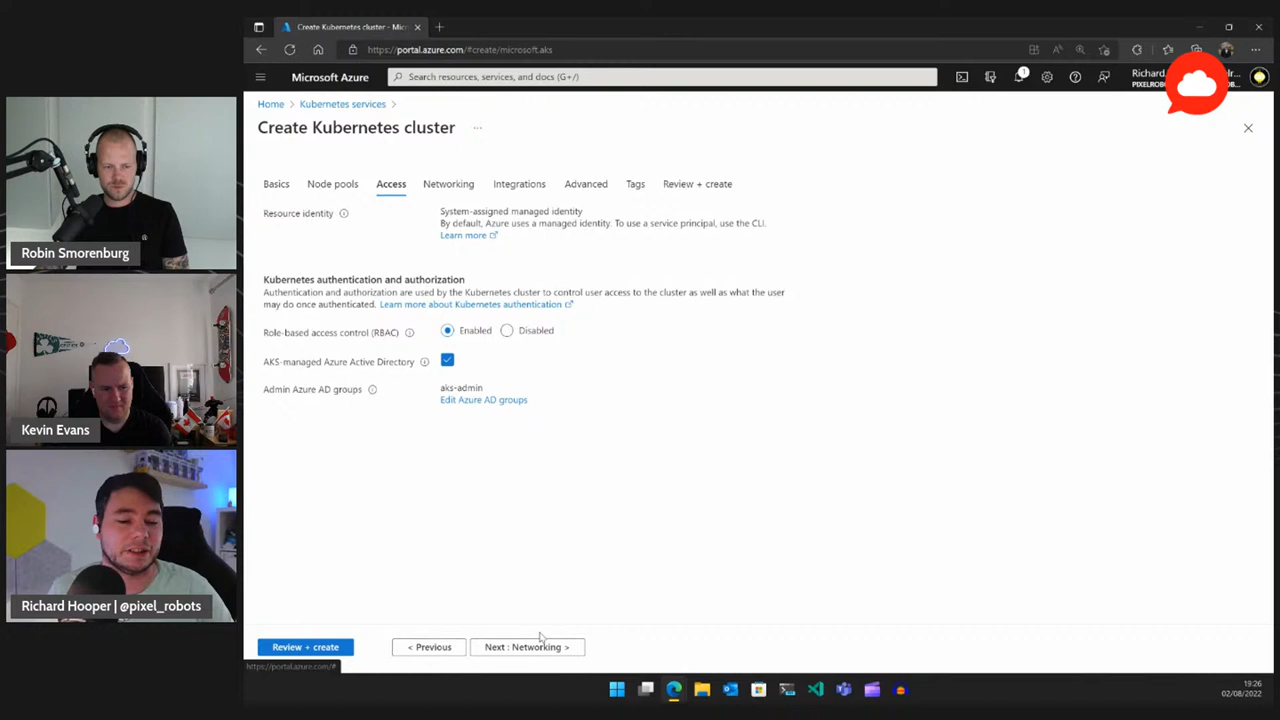 Create Kubernetes cluster - Micr
https://portal.azure.com/#create/microsoft.aks
Microsoft Azure
Search resources, services, and docs (G+/)
1
Home > Kubernetes services >
Create Kubernetes cluster
Basics Node pools Access Networking Integrations Advanced Tags Review + create
Resource identity
System-assigned managed identity
By default, Azure uses a managed identity. To use a service principal, use the CLI.
Learn more
Kubernetes authentication and authorization
Authentication and authorization are used by the Kubernetes cluster to control user access to the cluster as well as what the user
may do once authenticated. Learn more about Kubernetes authentication
Role-based access control (RBAC)
Enabled Disabled
AKS-managed Azure Active Directory
Admin Azure AD groups
aks-admin
Edit Azure AD groups
Review + create < Previous Next : Networking >
https://portal.azure.com/#
19:26
02/08/2022
Robin Smorenburg
Kevin Evans
Richard Hooper | @pixel_robots